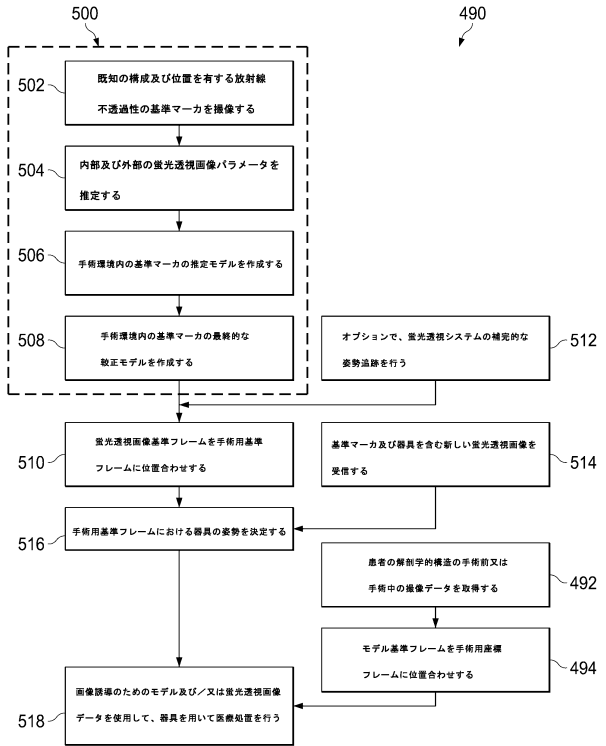 500
490
502
既知の構成及び位置を有する放射線
不透過性の基準マーカを撮像する
504
内部及び外部の蛍光透視画像パラメータを
推定する
506
手術環境内の基準マーカの推定モデルを作成する
508
手術環境内の基準マーカの最終的な
較正モデルを作成する
オプションで、蛍光透視システムの補完的な
姿勢追跡を行う
512
510
蛍光透視画像基準フレームを手術用基準
フレームに位置合わせする
基準マーカ及び器具を含む新しい蛍光透視画像を
受信する
514
516
手術用基準フレームにおける器具の姿勢を決定する
患者の解剖学的構造の手術前又は
手術中の撮像データを取得する
492
モデル基準フレームを手術用座標
フレームに位置合わせする
494
518
画像誘導のためのモデル及び/又は蛍光透視画像
データを使用して、器具を用いて医療処置を行う